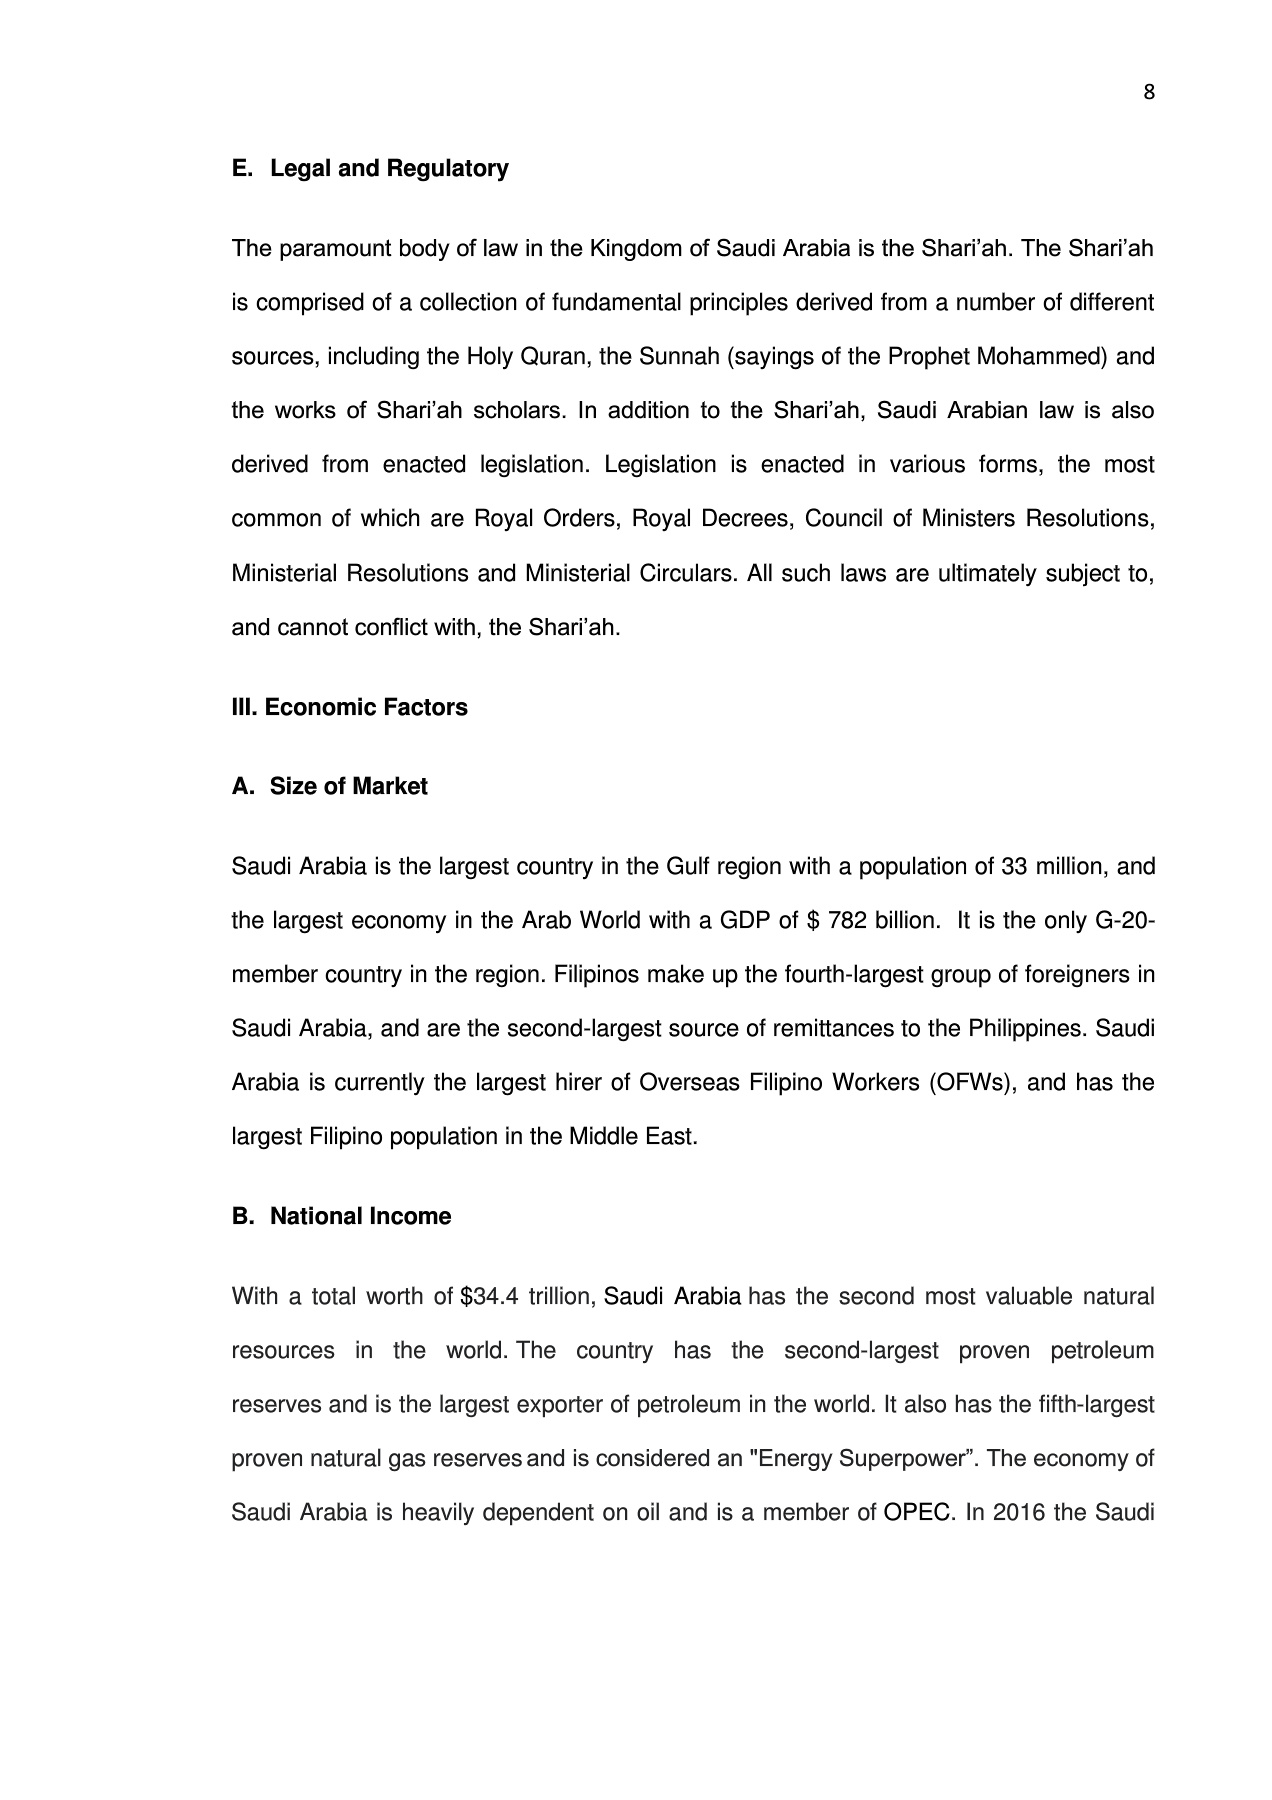 8
E. Legal and Regulatory
The paramount body of law in the Kingdom of Saudi Arabia is the Shari’ah. The Shari’ah
is comprised of a collection of fundamental principles derived from a number of different
sources, including the Holy Quran, the Sunnah (sayings of the Prophet Mohammed) and
the works of Shari’ah scholars. In addition to the Shari’ah, Saudi Arabian law is also
derived from enacted legislation. Legislation is enacted in various forms, the most
common of which are Royal Orders, Royal Decrees, Council of Ministers Resolutions,
Ministerial Resolutions and Ministerial Circulars. All such laws are ultimately subject to,
and cannot conflict with, the Shari’ah.
III. Economic Factors
A. Size of Market
Saudi Arabia is the largest country in the Gulf region with a population of 33 million, and
the largest economy in the Arab World with a GDP of $ 782 billion. It is the only G-20-
member country in the region. Filipinos make up the fourth-largest group of foreigners in
Saudi Arabia, and are the second-largest source of remittances to the Philippines. Saudi
Arabia is currently the largest hirer of Overseas Filipino Workers (OFWs), and has the
largest Filipino population in the Middle East.
B. National Income
With a total worth of $34.4 trillion, Saudi Arabia has the second most valuable natural
resources in the world. The country has the second-largest proven petroleum
reserves and is the largest exporter of petroleum in the world. It also has the fifth-largest
proven natural gas reserves and is considered an "Energy Superpower”. The economy of
Saudi Arabia is heavily dependent on oil and is a member of OPEC. In 2016 the Saudi